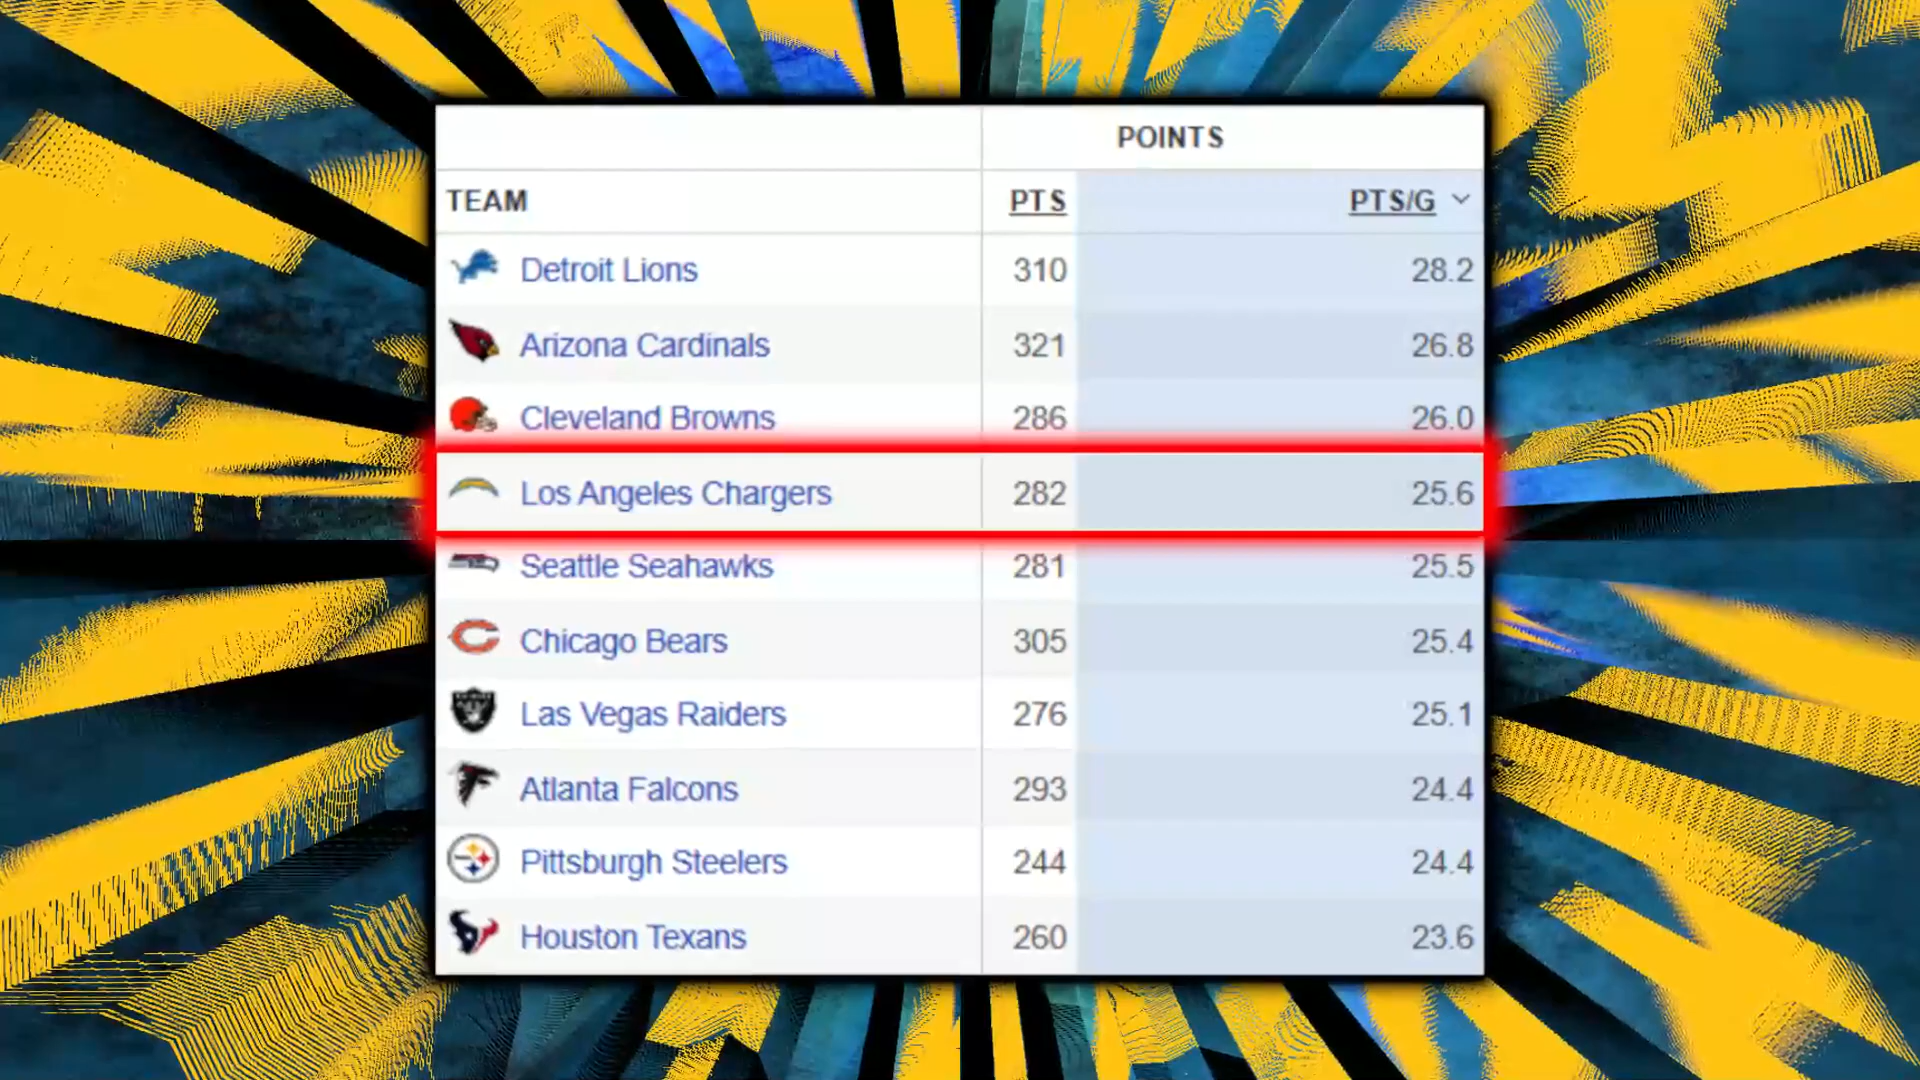 POINTS
TEAM PTS PTS/G
Detroit Lions 310 28.2
Arizona Cardinals 321 26.8
Cleveland Browns 286 26.0
Los Angeles Chargers 282 25.6
Seattle Seahawks 281 25.5
Chicago Bears 305 25.4
Las Vegas Raiders 276 25.1
Atlanta Falcons 293 24.4
Pittsburgh Steelers 244 24.4
Houston Texans 260 23.6